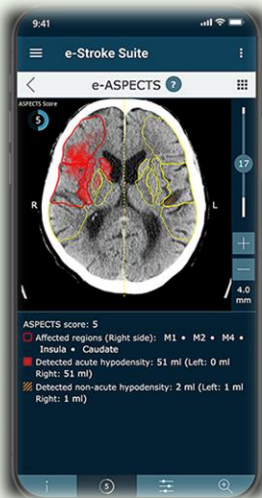 9:41
e-Stroke Suite
e-ASPECTS ?
ASPECTS Score
5
R
L
17
+
4.0
mm
ASPECTS score: 5
Affected regions (Right side): M1 • M2 • M4 •
Insula • Caudate
Detected acute hypodensity: 51 ml (Left: 0 ml
Right: 51 ml)
Detected non-acute hypodensity: 2 ml (Left: 1 ml
Right: 1 ml)
i
5